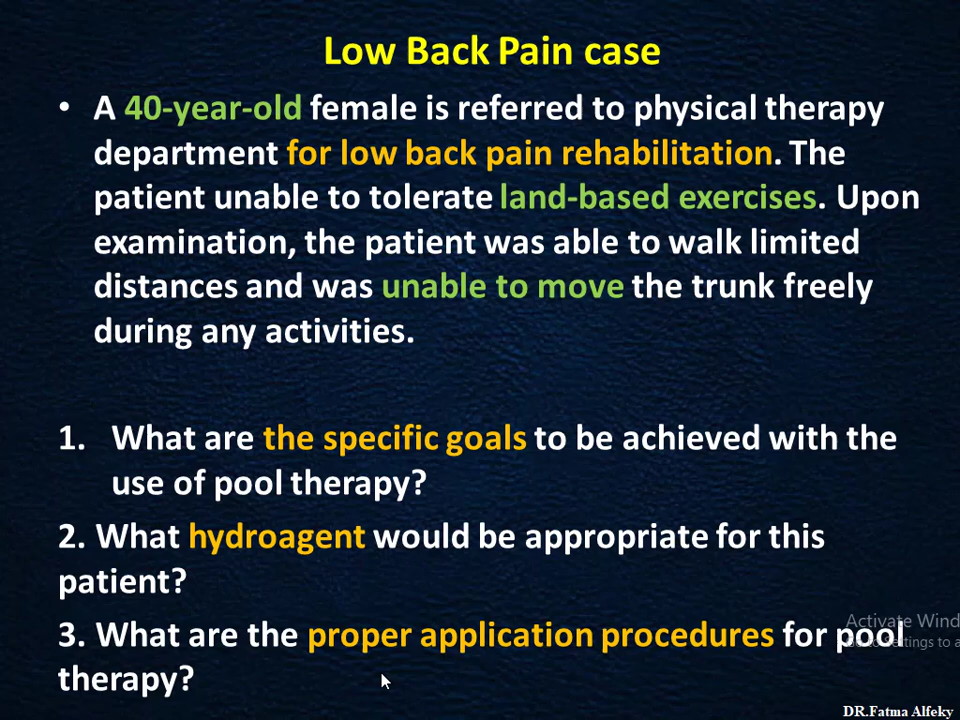 Low Back Pain case
• A 40-year-old female is referred to physical therapy
department for low back pain rehabilitation. The
patient unable to tolerate land-based exercises. Upon
examination, the patient was able to walk limited
distances and was unable to move the trunk freely
during any activities.
1. What are the specific goals to be achieved with the
use of pool therapy?
2. What hydroagent would be appropriate for this
patient?
3. What are the proper application procedures for pool
therapy?
Activate Wind
DR.Fatma Alfeky